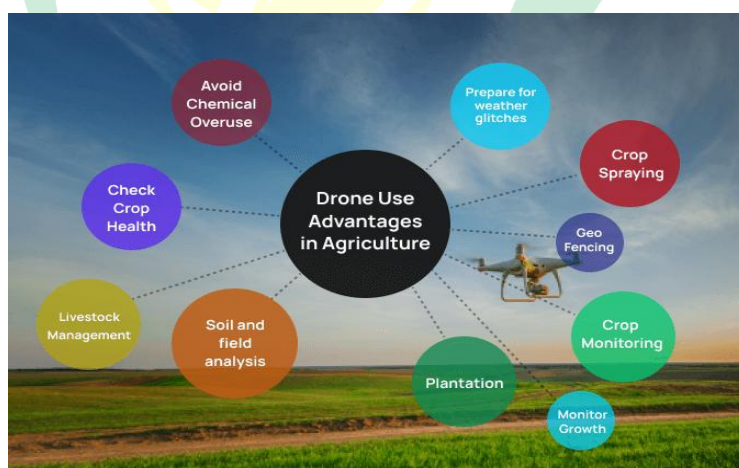 Drone Use
Advantages
in Agriculture
Avoid
Chemical
Overuse
Prepare for
weather
glitches
Crop
Spraying
Check
Crop
Health
Geo
Fencing
Livestock
Management
Soil and
field
analysis
Crop
Monitoring
Plantation
Monitor
Growth